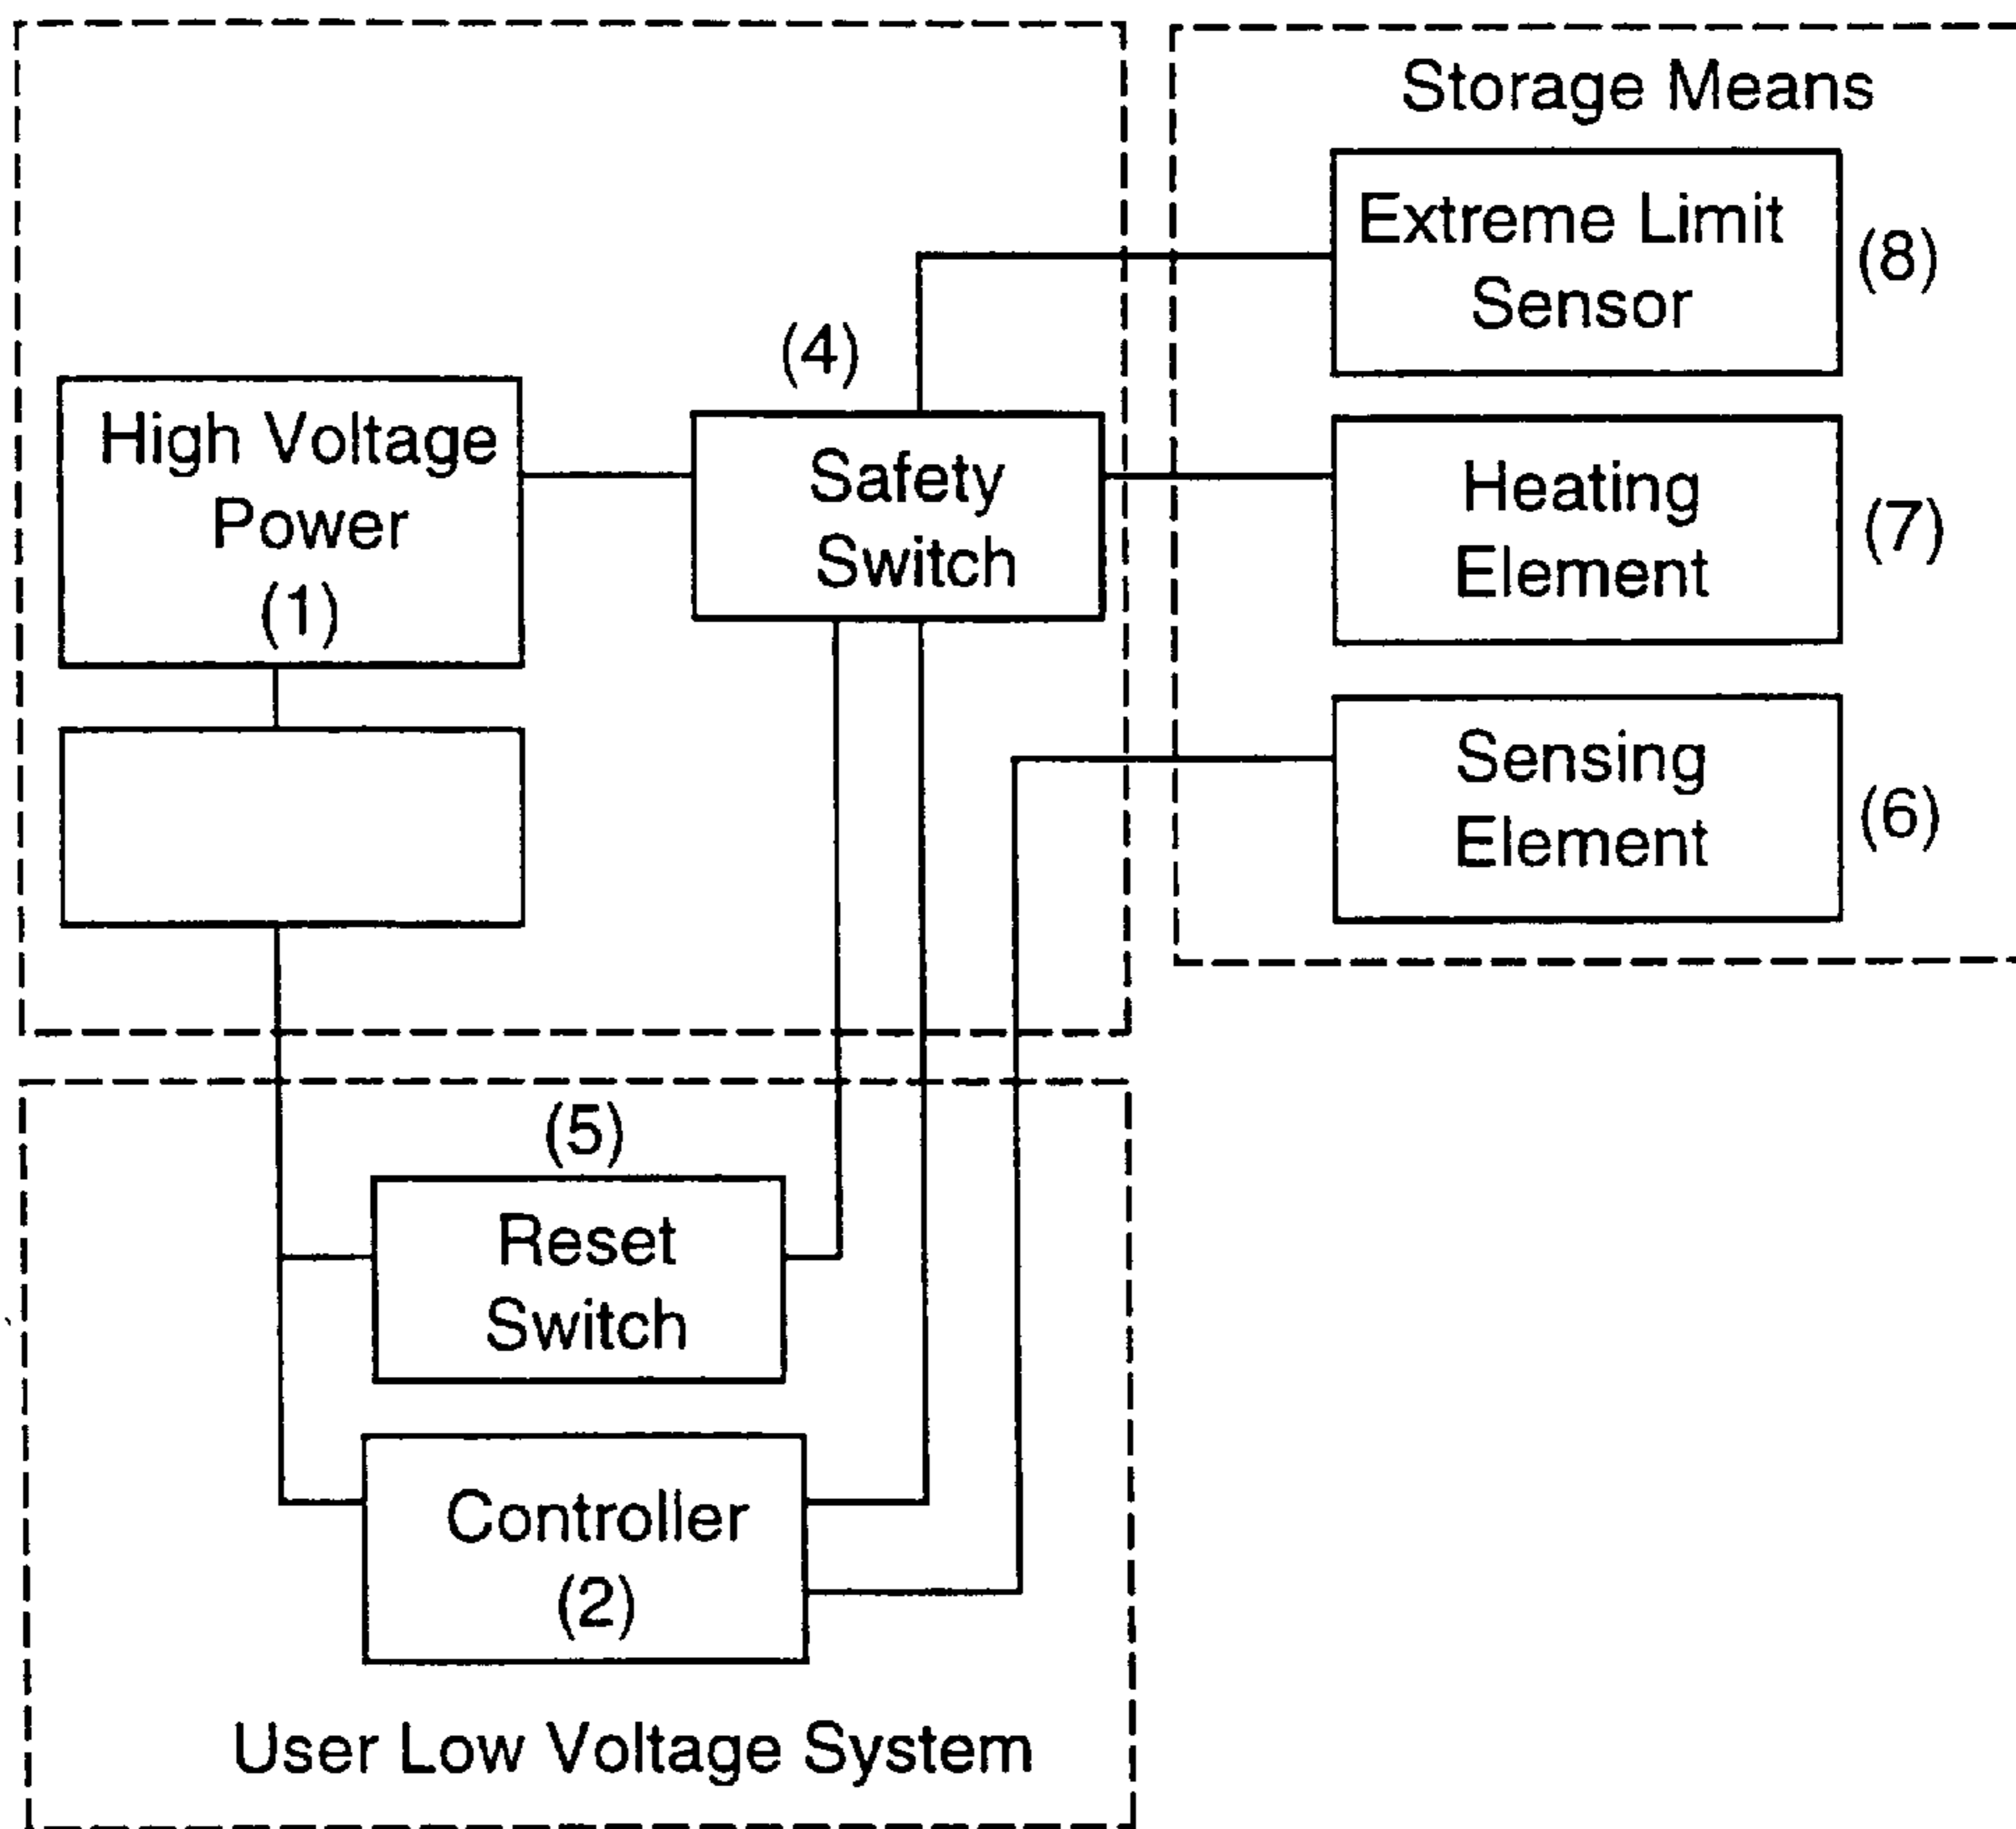 Storage Means
Extreme Limit
Sensor
(8)
(4)
High Voltage
Power
(1)
Safety
Switch
Heating
Element
(7)
Sensing
Element
(6)
(5)
Reset
Switch
Controller
(2)
User Low Voltage System